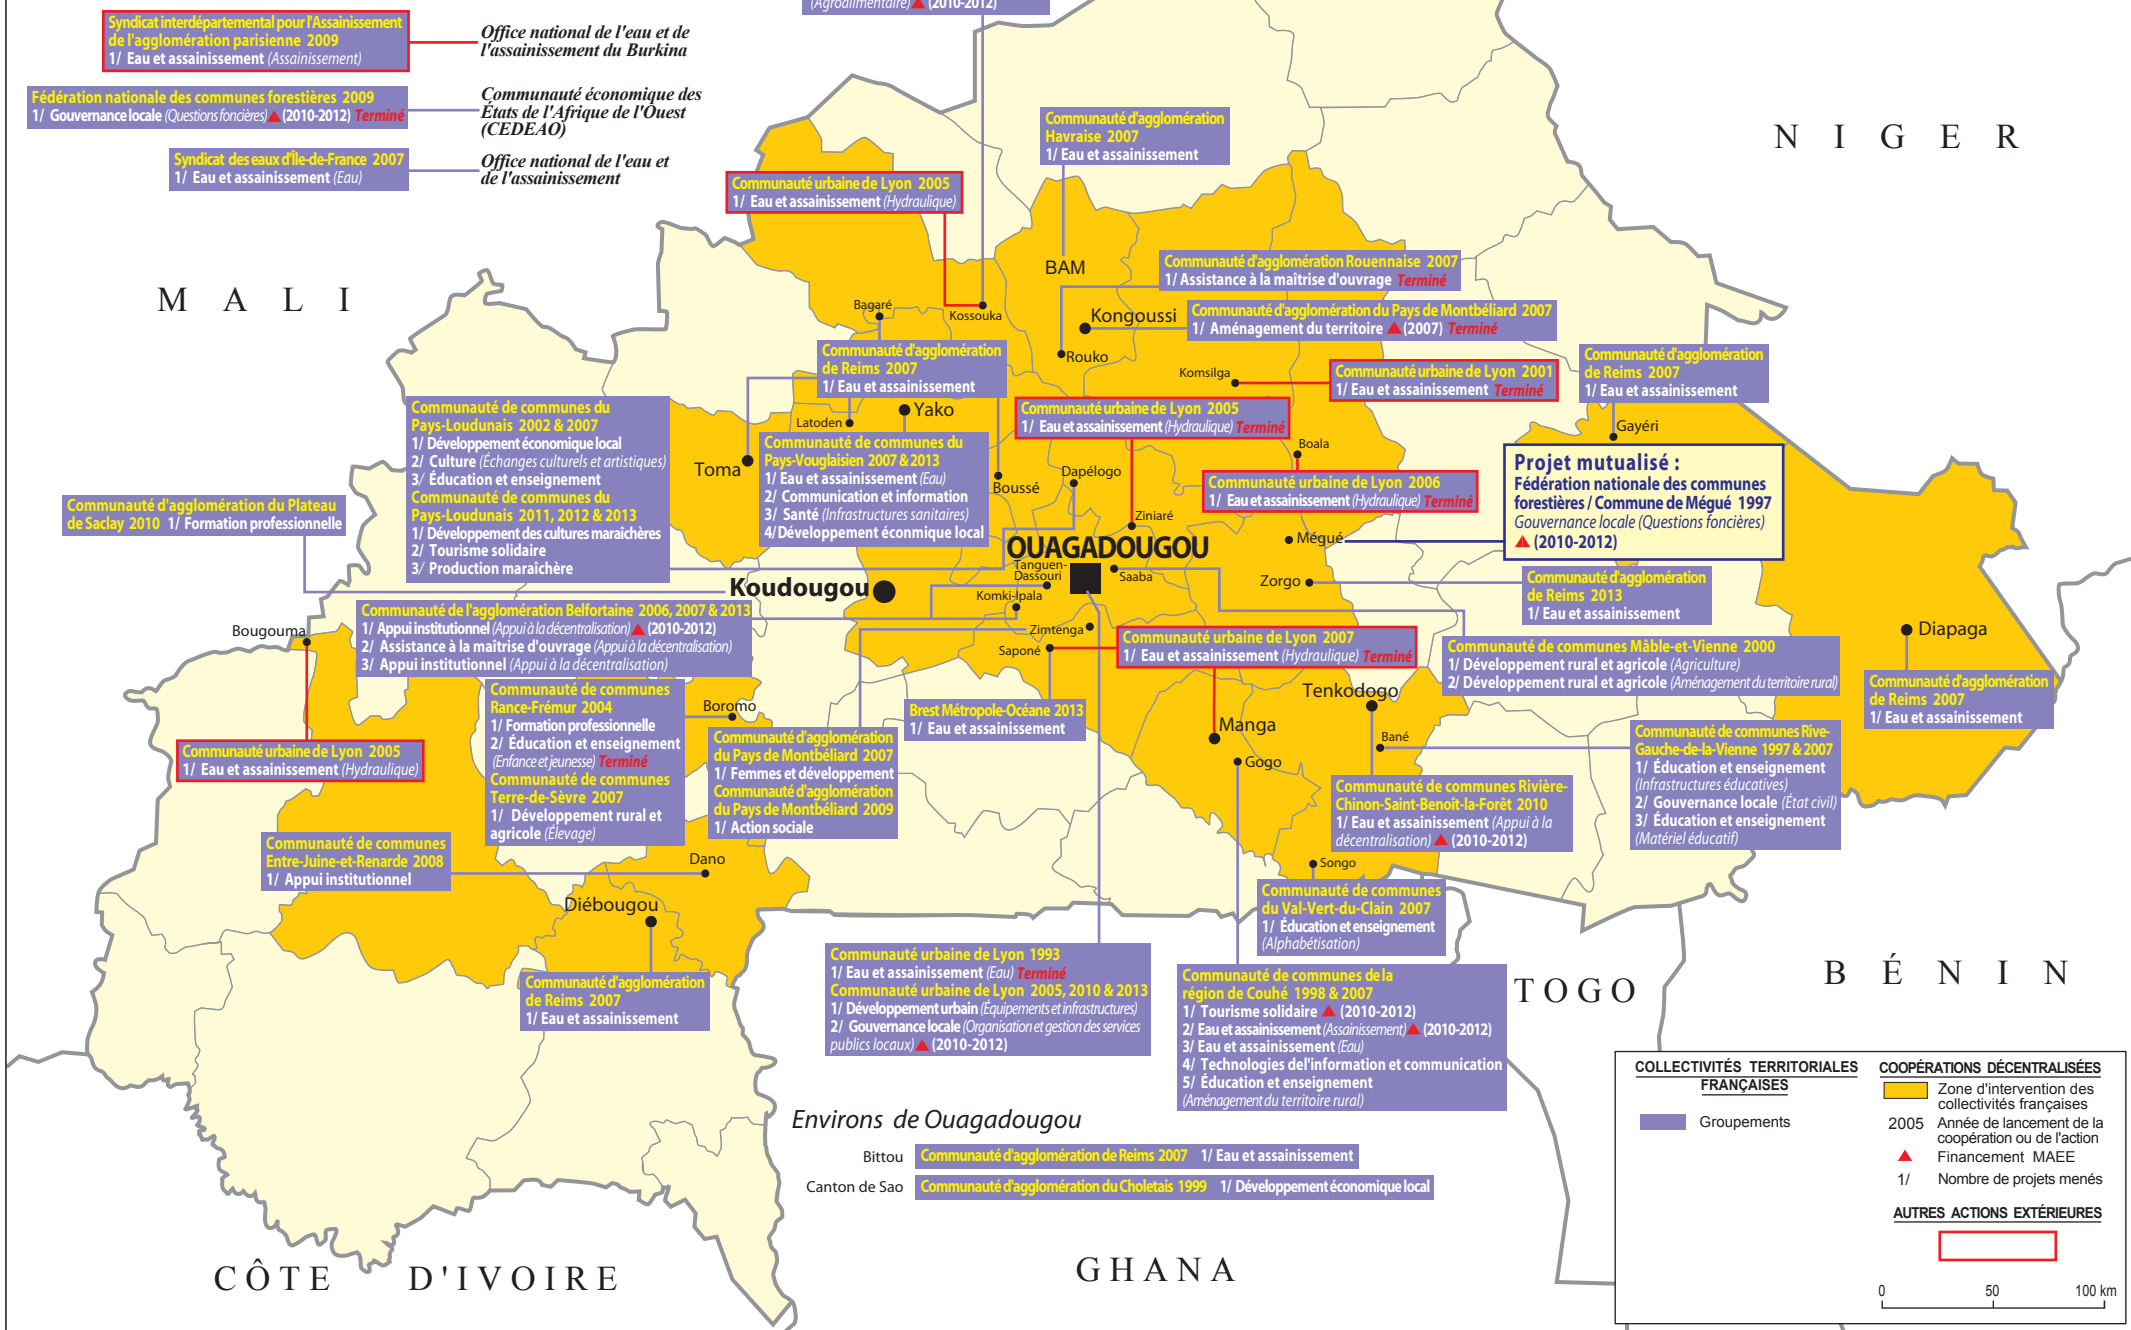 (Agroalimentaire) ▲ (2010-2012)
Syndicat interdépartemental pour l'Assainissement
de l'agglomération parisienne 2009
1/ Eau et assainissement (Assainissement)
Office national de l'eau et de
l'assainissement du Burkina
Fédération nationale des communes forestières 2009
1/ Gouvernance locale (Questions foncières) ▲ (2010-2012) Terminé
Communauté économique des
États de l'Afrique de l'Ouest
(CEDEAO)
Syndicat des eaux d'Île-de-France 2007
1/ Eau et assainissement (Eau)
Office national de l'eau et
de l'assainissement
Communauté d'agglomération
Havraise 2007
1/ Eau et assainissement
NIGER
Communauté urbaine de Lyon 2005
1/ Eau et assainissement (Hydraulique)
MALI
BAM
Communauté d'agglomération Rouennaise 2007
1/ Assistance à la maîtrise d'ouvrage Terminé
Bagaré
Kossouka
Kongoussi
Communauté d'agglomération du Pays de Montbéliard 2007
1/ Aménagement du territoire ▲ (2007) Terminé
Rouko
Communauté d'agglomération
de Reims 2007
1/ Eau et assainissement
Komsilga
Communauté urbaine de Lyon 2001
1/ Eau et assainissement Terminé
Communauté d'agglomération
de Reims 2007
1/ Eau et assainissement
Gayéri
Communauté de communes du
Pays-Loudunais 2002 & 2007
1/ Développement économique local
2/ Culture (Échanges culturels et artistiques)
3/ Éducation et enseignement
Communauté de communes du
Pays-Loudunais 2011, 2012 & 2013
1/ Développement des cultures maraîchères
2/ Tourisme solidaire
3/ Production maraîchère
Yako
Latoden
Toma
Communauté urbaine de Lyon 2005
1/ Eau et assainissement (Hydraulique) Terminé
Communauté de communes du
Pays-Vouglaisien 2007 & 2013
1/ Eau et assainissement (Eau)
2/ Communication et information
3/ Santé (Infrastructures sanitaires)
4/ Développement éconmique local
Boala
Boussé
Dapélogo
Communauté urbaine de Lyon 2006
1/ Eau et assainissement (Hydraulique) Terminé
Projet mutualisé :
Fédération nationale des communes
forestières / Commune de Mégué 1997
Gouvernance locale (Questions foncières)
▲ (2010-2012)
Communauté d'agglomération du Plateau
de Saclay 2010 1/ Formation professionnelle
Ziniaré
OUAGADOUGOU
Mégué
Tanguen-
Dassouri
Saaba
Zorgo
Koudougou
Komki-Ipala
Communauté d'agglomération
de Reims 2013
1/ Eau et assainissement
Communauté de l'agglomération Belfortaine 2006, 2007 & 2013
1/ Appui institutionnel (Appui à la décentralisation) ▲ (2010-2012)
2/ Assistance à la maîtrise d'ouvrage (Appui à la décentralisation)
3/ Appui institutionnel (Appui à la décentralisation)
Bougouma
Zimtenga
Saponé
Communauté urbaine de Lyon 2007
1/ Eau et assainissement (Hydraulique) Terminé
Communauté de communes Mâble-et-Vienne 2000
1/ Développement rural et agricole (Agriculture)
2/ Développement rural et agricole (Aménagement du territoire rural)
Diapaga
Communauté d'agglomération
de Reims 2007
1/ Eau et assainissement
Communauté de communes
Rance-Frémur 2004
1/ Formation professionnelle
2/ Éducation et enseignement
(Enfance et jeunesse) Terminé
Communauté de communes
Terre-de-Sèvre 2007
1/ Développement rural et
agricole (Élevage)
Boromo
Brest Métropole-Océane 2013
1/ Eau et assainissement
Tenkodogo
Manga
Bané
Gogo
Communauté d'agglomération
du Pays de Montbéliard 2007
1/ Femmes et développement
Communauté d'agglomération
du Pays de Montbéliard 2009
1/ Action sociale
Communauté urbaine de Lyon 2005
1/ Eau et assainissement (Hydraulique)
Communauté de communes Rive-
Gauche-de-la-Vienne 1997 & 2007
1/ Éducation et enseignement
(Infrastructures éducatives)
2/ Gouvernance locale (État civil)
3/ Éducation et enseignement
(Matériel éducatif)
Communauté de communes Rivière-
Chinon-Saint-Benoît-la-Forêt 2010
1/ Eau et assainissement (Appui à la
décentralisation) ▲ (2010-2012)
Communauté de communes
Entre-Juine-et-Renarde 2008
1/ Appui institutionnel
Dano
Songo
Diébougou
Communauté de communes
du Val-Vert-du-Clain 2007
1/ Éducation et enseignement
(Alphabétisation)
Communauté d'agglomération
de Reims 2007
1/ Eau et assainissement
Communauté urbaine de Lyon 1993
1/ Eau et assainissement (Eau) Terminé
Communauté urbaine de Lyon 2005, 2010 & 2013
1/ Développement urbain (Équipements et infrastructures)
2/ Gouvernance locale (Organisation et gestion des services
publics locaux) ▲ (2010-2012)
Communauté de communes de la
région de Couhé 1998 & 2007
1/ Tourisme solidaire ▲ (2010-2012)
2/ Eau et assainissement (Assainissement) ▲ (2010-2012)
3/ Eau et assainissement (Eau)
4/ Technologies del'information et communication
5/ Éducation et enseignement
(Aménagement du territoire rural)
TOGO
BÉNIN
Environs de Ouagadougou
Bittou Communauté d'agglomération de Reims 2007 1/ Eau et assainissement
Canton de Sao Communauté d'agglomération du Choletais 1999 1/ Développement économique local
CÔTE D'IVOIRE
GHANA
COLLECTIVITÉS TERRITORIALES
FRANÇAISES
Groupements
COOPÉRATIONS DÉCENTRALISÉES
Zone d'intervention des
collectivités françaises
2005 Année de lancement de la
coopération ou de l'action
▲ Financement MAEE
1/ Nombre de projets menés
AUTRES ACTIONS EXTÉRIEURES
0 50 100 km